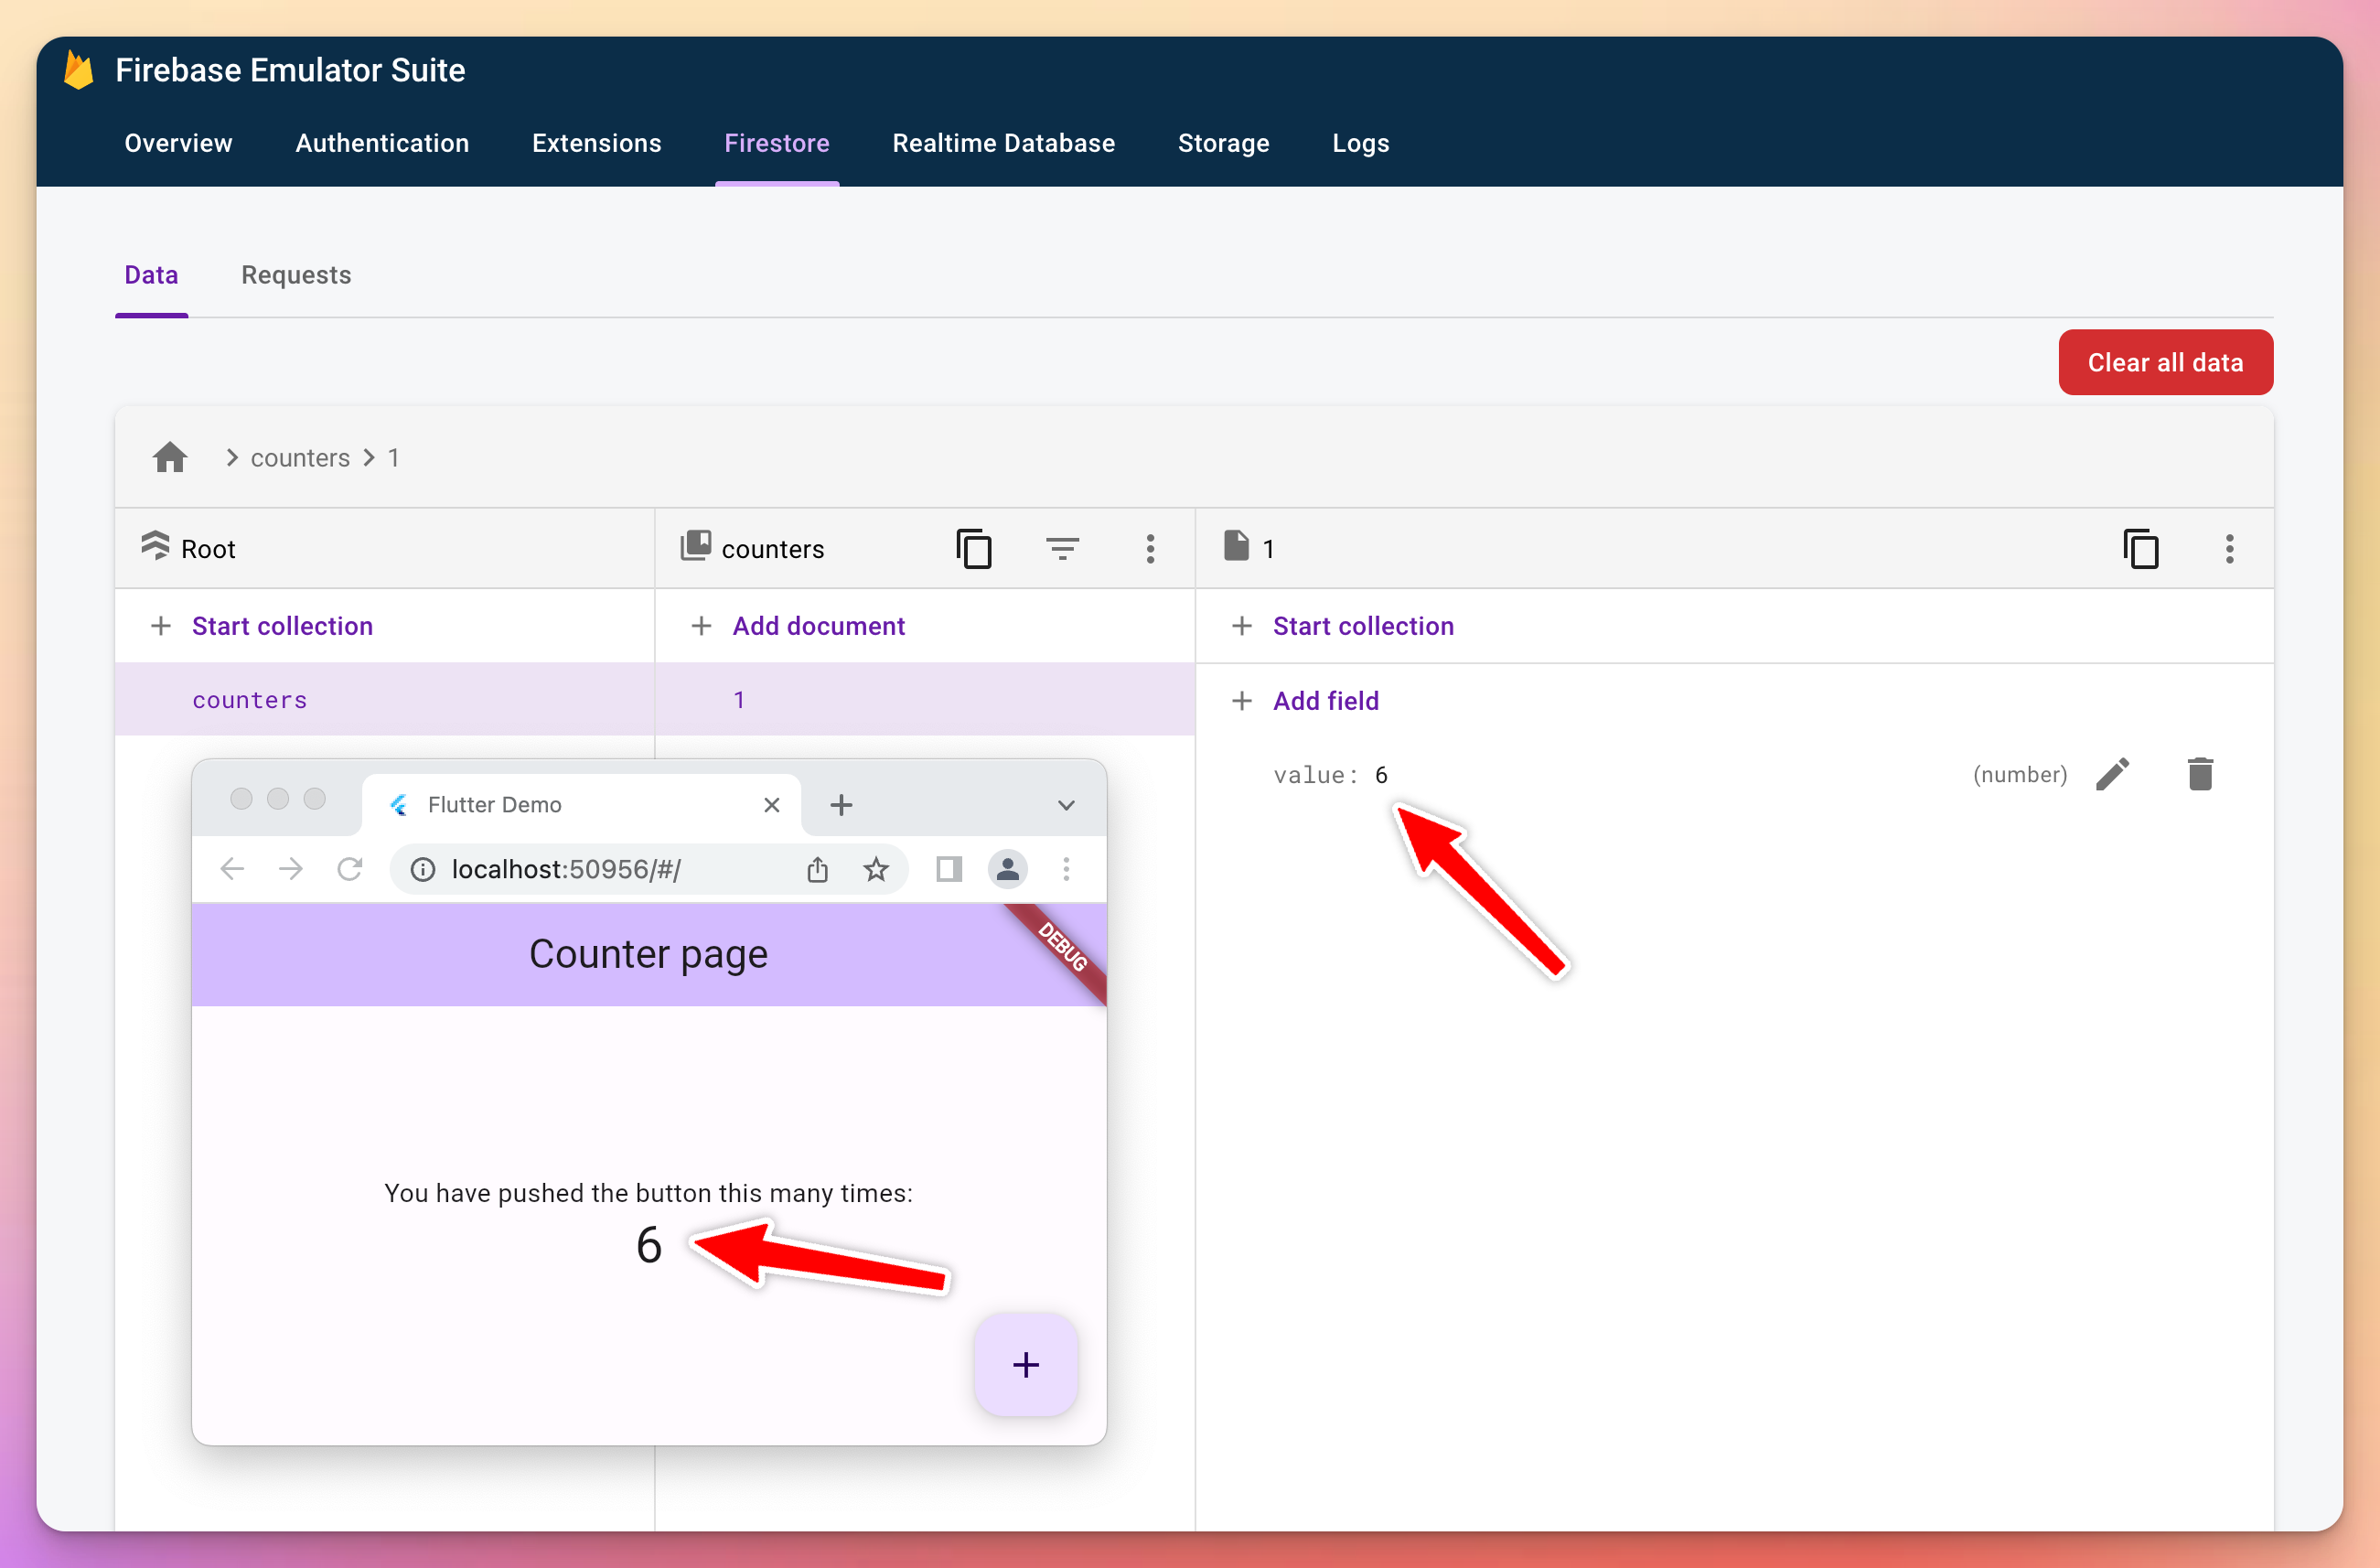 Firebase Emulator Suite
Overview Authentication Extensions Firestore Realtime Database Storage Logs
Data Requests
Clear all data
counters 1
Root counters 1
Start collection Add document Start collection
counters 1 Add field
value: 6 (number)
Flutter Demo
localhost:50956/#/
Counter page
DEBUG
You have pushed the button this many times:
6